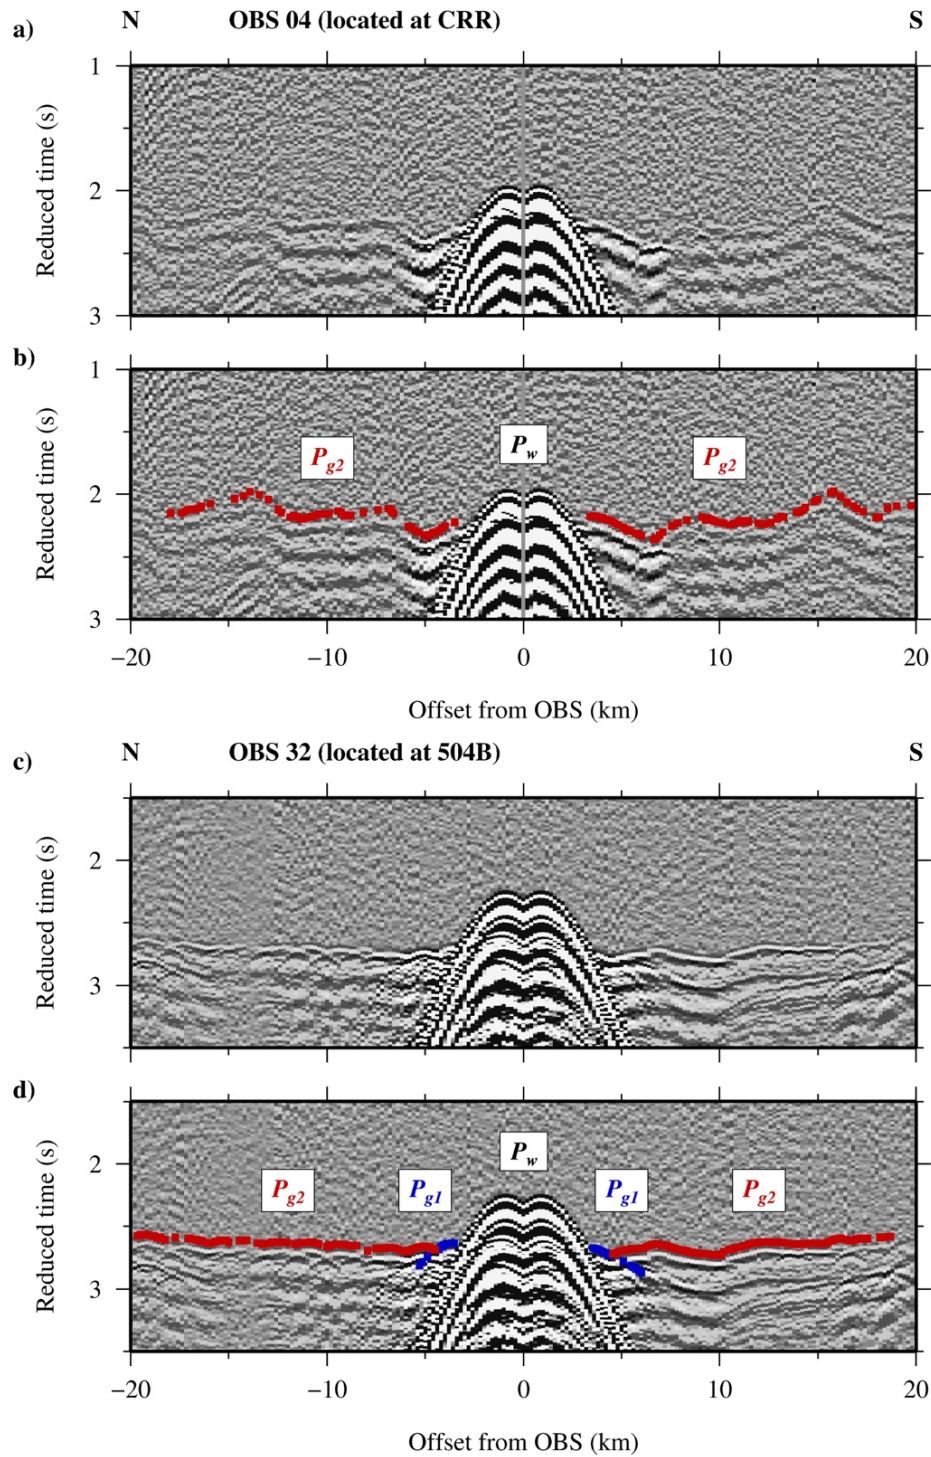 a)
N OBS 04 (located at CRR) S
1
2
3
Reduced time (s)
b)
1
2
3
Reduced time (s)
Pg2 Pw Pg2
−20 −10 0 10 20
Offset from OBS (km)
c)
N OBS 32 (located at 504B) S
2
3
Reduced time (s)
d)
2
3
Reduced time (s)
Pg2 Pg1 Pw Pg1 Pg2
−20 −10 0 10 20
Offset from OBS (km)